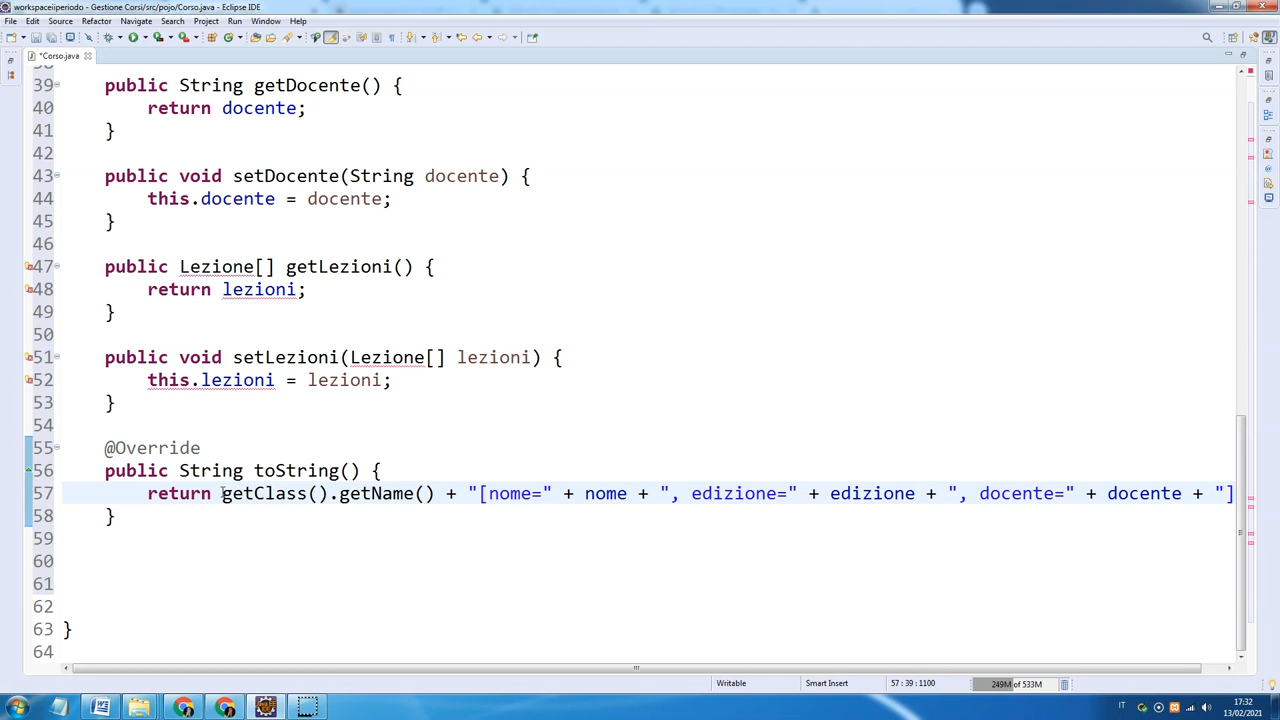 workspaceiiperiodo - Gestione Corsi/src/pojo/Corso.java - Eclipse IDE
File Edit Source Refactor Navigate Search Project Run Window Help
*Corso.java
39 public String getDocente() {
40 return docente;
41 }
42
43 public void setDocente(String docente) {
44 this.docente = docente;
45 }
46
47 public Lezione[] getLezioni() {
48 return lezioni;
49 }
50
51 public void setLezioni(Lezione[] lezioni) {
52 this.lezioni = lezioni;
53 }
54
55 @Override
56 public String toString() {
57 return getClass().getName() + "[nome=" + nome + ", edizione=" + edizione + ", docente=" + docente + "]
58 }
59
60
61
62
63 }
64
Writable Smart Insert 57 : 39 : 1100 249M of 533M
IT 17:32
13/02/2021